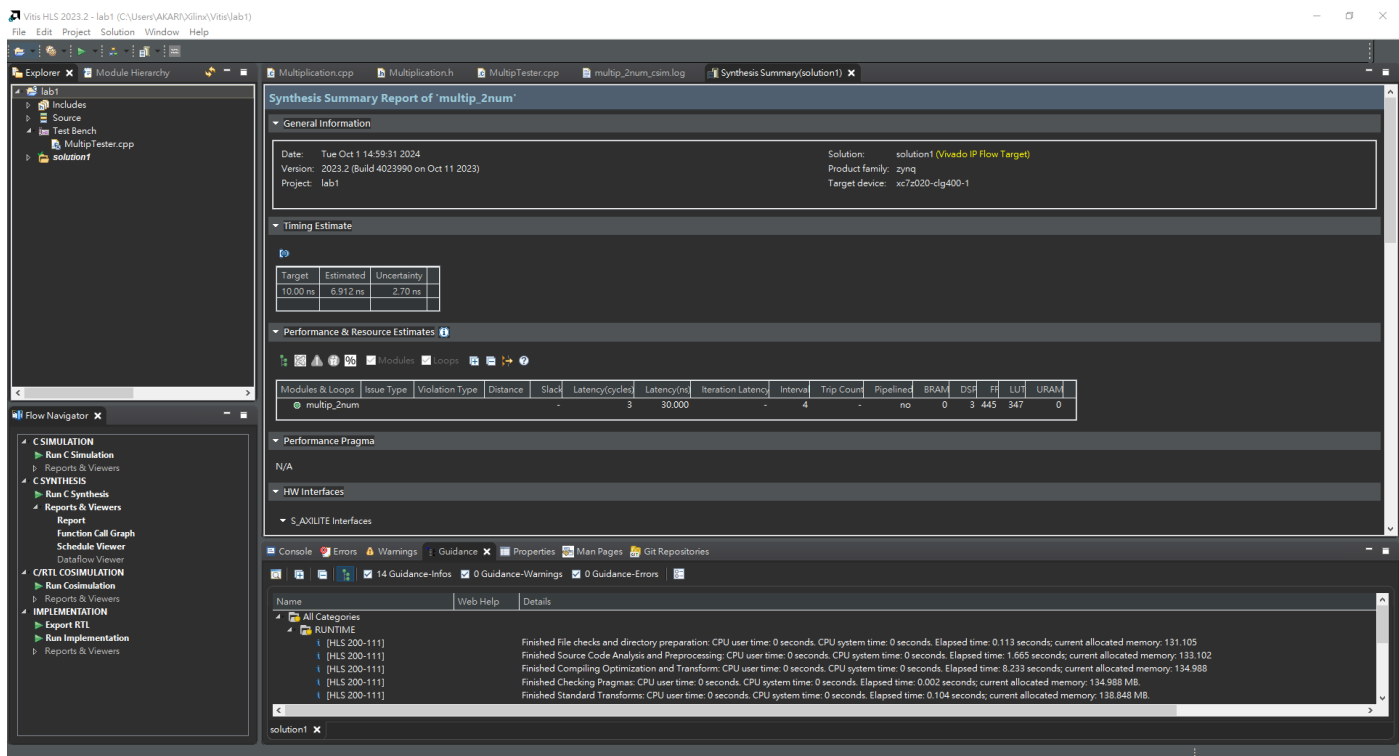 Vitis HLS 2023.2 - lab1 (C:\Users\AKARI\Xilinx\Vitis\lab1)
File Edit Project Solution Window Help
Explorer Module Hierarchy
lab1
Includes
Source
Test Bench
MultipTester.cpp
solution1
Multiplication.cpp Multiplication.h MultipTester.cpp multip_2num_csim.log Synthesis Summary(solution1)
Synthesis Summary Report of 'multip_2num'
General Information
Date: Tue Oct 1 14:59:31 2024
Version: 2023.2 (Build 4023990 on Oct 11 2023)
Project: lab1
Solution: solution1 (Vivado IP Flow Target)
Product family: zynq
Target device: xc7z020-clg400-1
Timing Estimate
Target Estimated Uncertainty
10.00 ns 6.912 ns 2.70 ns
Performance & Resource Estimates
% Modules Loops
Modules & Loops Issue Type Violation Type Distance Slack Latency(cycles) Latency(ns) Iteration Latency Interval Trip Count Pipelined BRAM DSP FF LUT URAM
multip_2num - 3 30.000 - 4 - no 0 3 445 347 0
Performance Pragma
N/A
HW Interfaces
S_AXILITE Interfaces
Flow Navigator
C SIMULATION
Run C Simulation
Reports & Viewers
C SYNTHESIS
Run C Synthesis
Reports & Viewers
Report
Function Call Graph
Schedule Viewer
Dataflow Viewer
C/RTL COSIMULATION
Run Cosimulation
Reports & Viewers
IMPLEMENTATION
Export RTL
Run Implementation
Reports & Viewers
Console Errors Warnings Guidance Properties Man Pages Git Repositories
14 Guidance-Infos 0 Guidance-Warnings 0 Guidance-Errors
Name Web Help Details
All Categories
RUNTIME
[HLS 200-111] Finished File checks and directory preparation: CPU user time: 0 seconds. CPU system time: 0 seconds. Elapsed time: 0.113 seconds; current allocated memory: 131.105
[HLS 200-111] Finished Source Code Analysis and Preprocessing: CPU user time: 0 seconds. CPU system time: 0 seconds. Elapsed time: 1.665 seconds; current allocated memory: 133.102
[HLS 200-111] Finished Compiling Optimization and Transform: CPU user time: 0 seconds. CPU system time: 0 seconds. Elapsed time: 8.233 seconds; current allocated memory: 134.988
[HLS 200-111] Finished Checking Pragmas: CPU user time: 0 seconds. CPU system time: 0 seconds. Elapsed time: 0.002 seconds; current allocated memory: 134.988 MB.
[HLS 200-111] Finished Standard Transforms: CPU user time: 0 seconds. CPU system time: 0 seconds. Elapsed time: 0.104 seconds; current allocated memory: 138.848 MB.
solution1